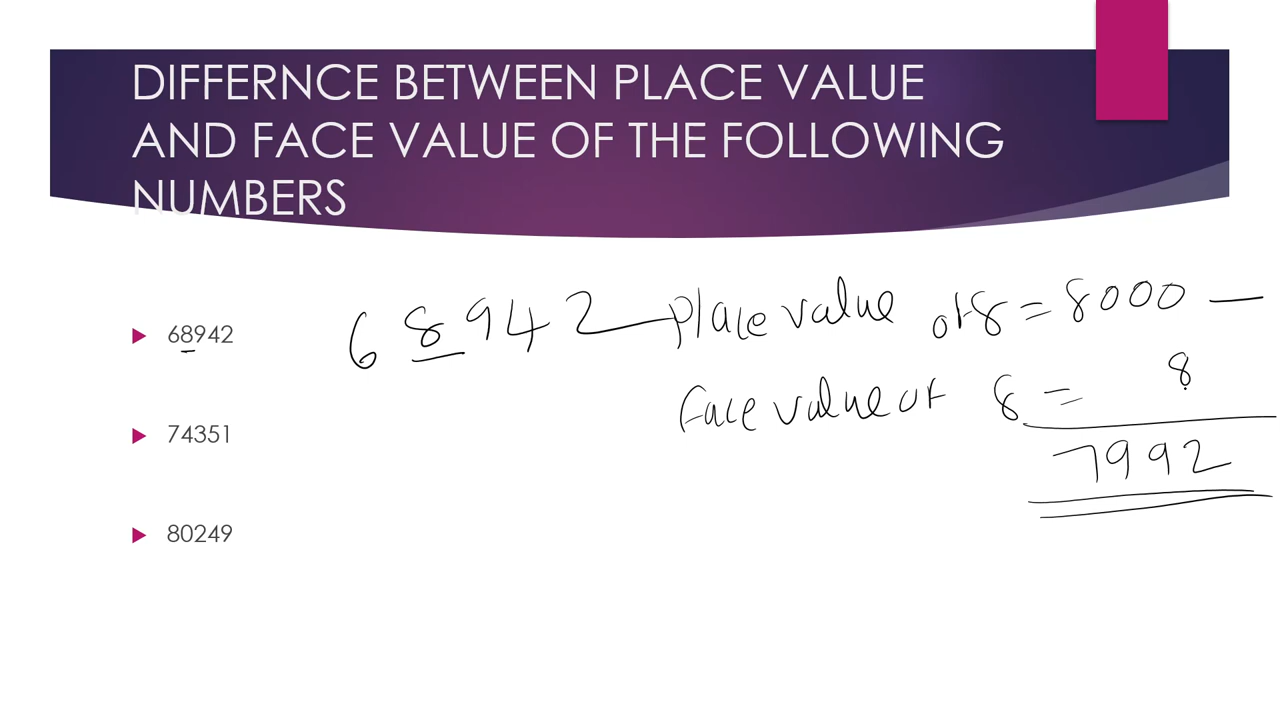 DIFFERNCE BETWEEN PLACE VALUE
AND FACE VALUE OF THE FOLLOWING
NUMBERS
68942
74351
80249
68942 place value of 8 = 8000 –
Face value of 8 = 8
7992